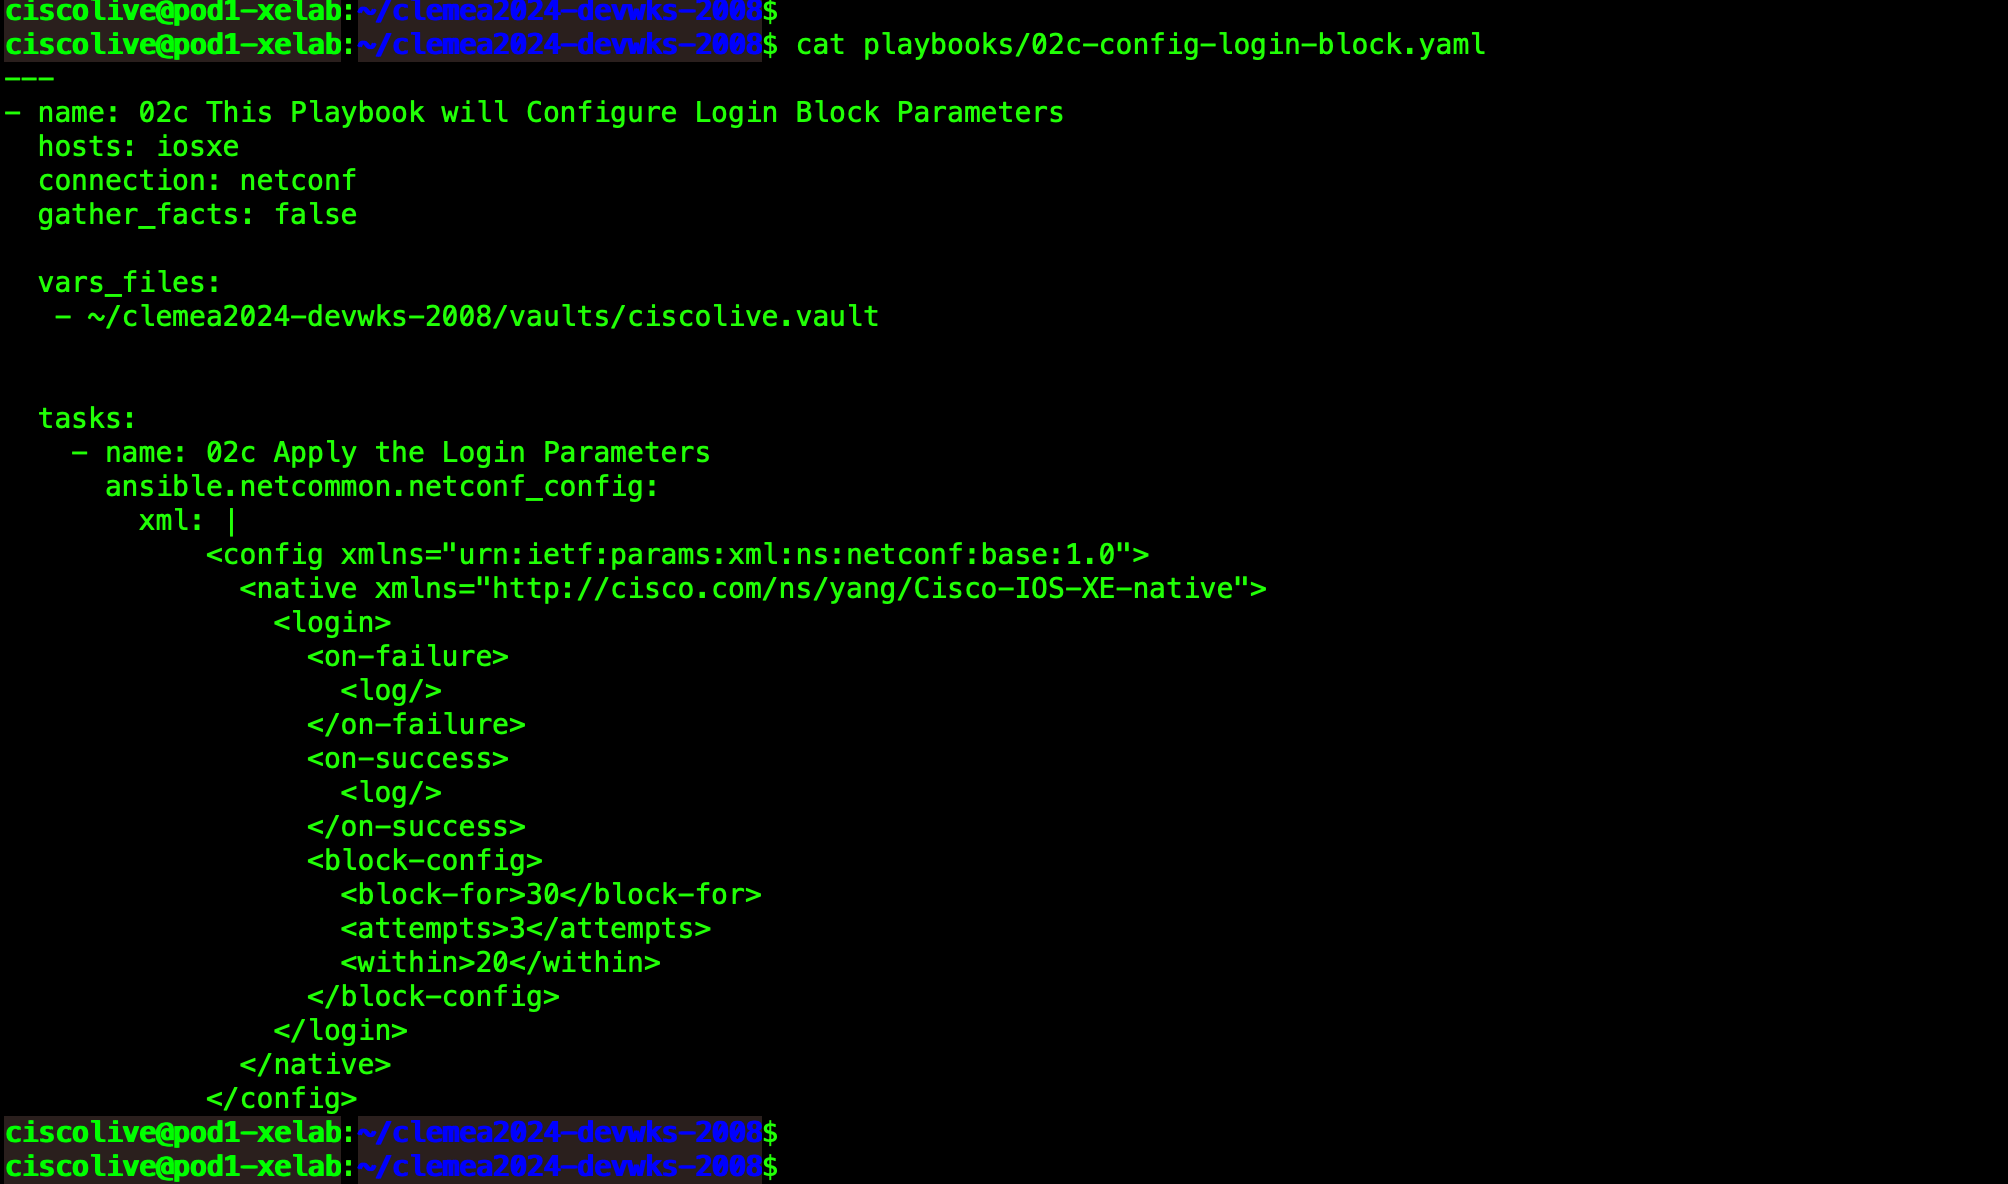 ciscolive@pod1-xelab:~/clemea2024-devwks-2008$
ciscolive@pod1-xelab:~/clemea2024-devwks-2008$ cat playbooks/02c-config-login-block.yaml
---
- name: 02c This Playbook will Configure Login Block Parameters
  hosts: iosxe
  connection: netconf
  gather_facts: false

  vars_files:
   - ~/clemea2024-devwks-2008/vaults/ciscolive.vault


  tasks:
    - name: 02c Apply the Login Parameters
      ansible.netcommon.netconf_config:
        xml: |
            <config xmlns="urn:ietf:params:xml:ns:netconf:base:1.0">
              <native xmlns="http://cisco.com/ns/yang/Cisco-IOS-XE-native">
                <login>
                  <on-failure>
                    <log/>
                  </on-failure>
                  <on-success>
                    <log/>
                  </on-success>
                  <block-config>
                    <block-for>30</block-for>
                    <attempts>3</attempts>
                    <within>20</within>
                  </block-config>
                </login>
              </native>
            </config>
ciscolive@pod1-xelab:~/clemea2024-devwks-2008$
ciscolive@pod1-xelab:~/clemea2024-devwks-2008$